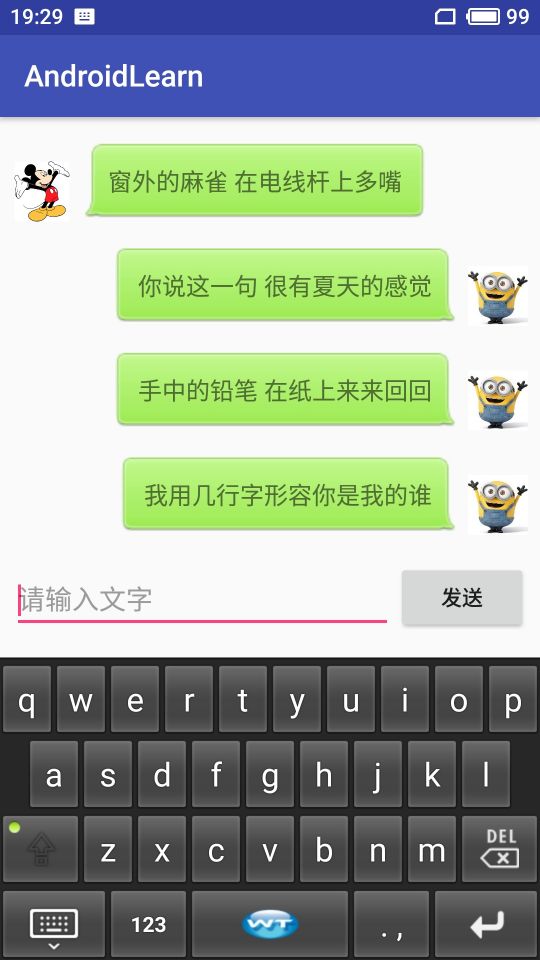 19:29 99
AndroidLearn
窗外的麻雀 在电线杆上多嘴
你说这一句 很有夏天的感觉
手中的铅笔 在纸上来来回回
我用几行字形容你是我的谁
请输入文字 发送
q w e r t y u i o p
a s d f g h j k l
z x c v b n m DEL
123 WT . ,